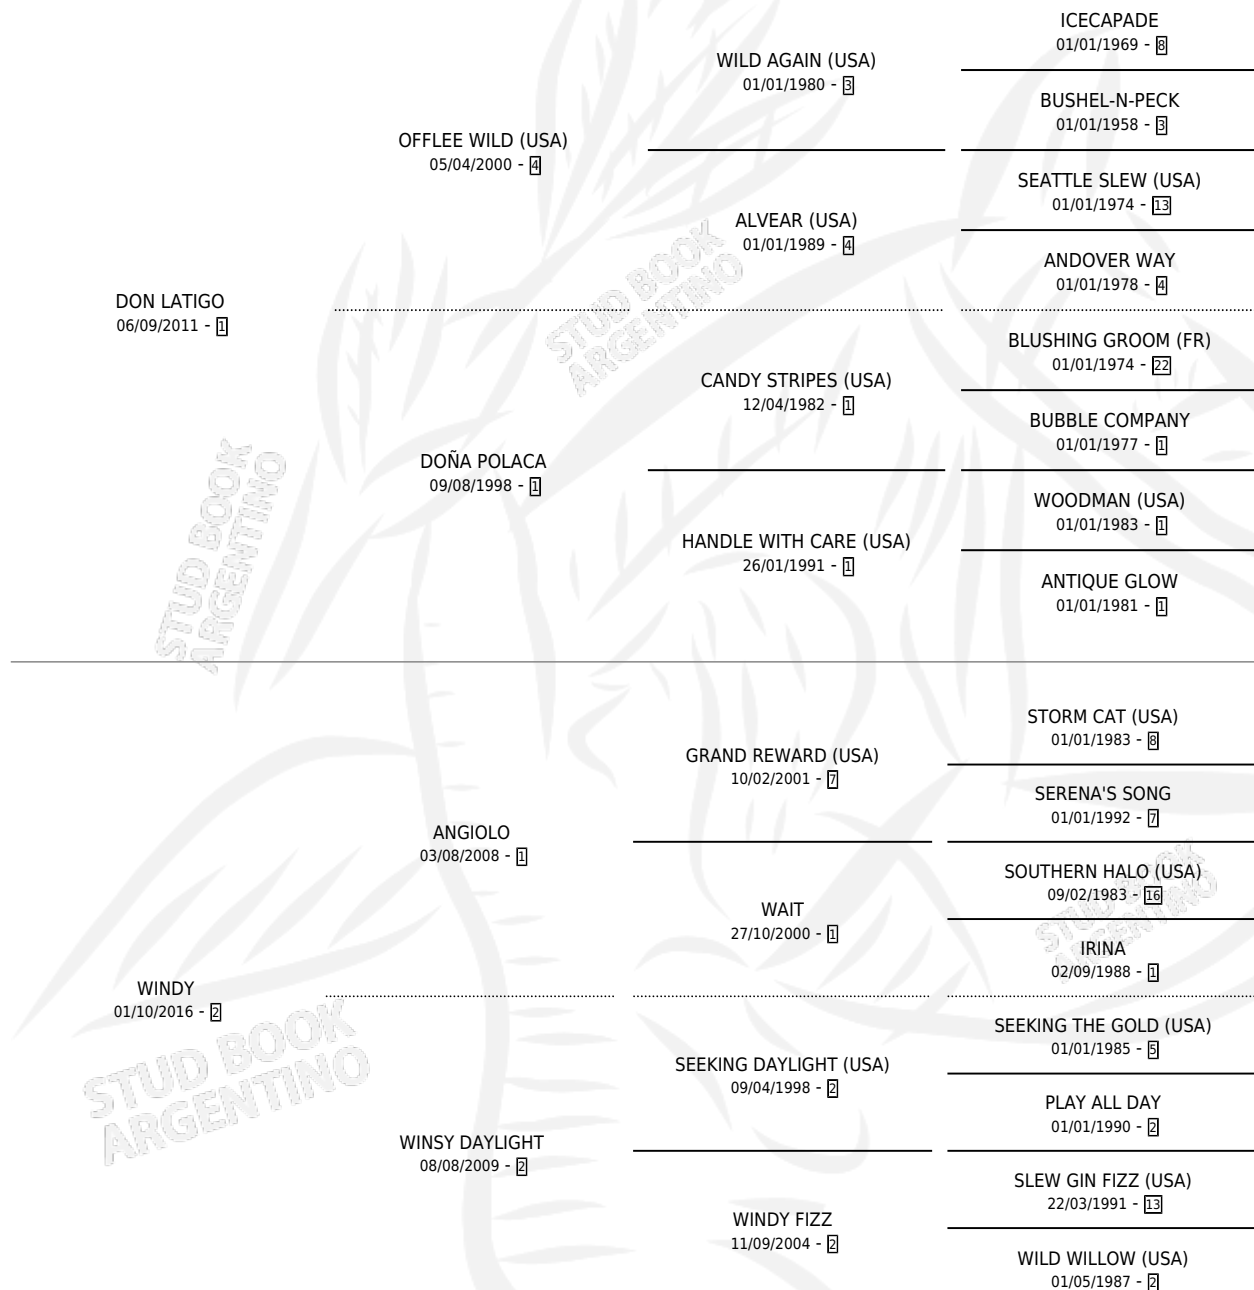 ICECAPADE
01/01/1969 - 8
WILD AGAIN (USA)
01/01/1980 - 3
BUSHEL-N-PECK
01/01/1958 - 3
OFFLEE WILD (USA)
05/04/2000 - 4
SEATTLE SLEW (USA)
01/01/1974 - 13
ALVEAR (USA)
01/01/1989 - 4
ANDOVER WAY
01/01/1978 - 4
DON LATIGO
06/09/2011 - 1
BLUSHING GROOM (FR)
01/01/1974 - 22
CANDY STRIPES (USA)
12/04/1982 - 1
BUBBLE COMPANY
01/01/1977 - 1
DOÑA POLACA
09/08/1998 - 1
WOODMAN (USA)
01/01/1983 - 1
HANDLE WITH CARE (USA)
26/01/1991 - 1
ANTIQUE GLOW
01/01/1981 - 1
STORM CAT (USA)
01/01/1983 - 8
GRAND REWARD (USA)
10/02/2001 - 7
SERENA'S SONG
01/01/1992 - 7
ANGIOLO
03/08/2008 - 1
SOUTHERN HALO (USA)
09/02/1983 - 16
WAIT
27/10/2000 - 1
IRINA
02/09/1988 - 1
WINDY
01/10/2016 - 2
SEEKING THE GOLD (USA)
01/01/1985 - 5
SEEKING DAYLIGHT (USA)
09/04/1998 - 2
PLAY ALL DAY
01/01/1990 - 2
WINSY DAYLIGHT
08/08/2009 - 2
SLEW GIN FIZZ (USA)
22/03/1991 - 13
WINDY FIZZ
11/09/2004 - 2
WILD WILLOW (USA)
01/05/1987 - 2
STUD BOOK
ARGENTINO
STUD BOOK
ARGENTINO
STUD BOOK
ARGENTINO
STUD BOOK
ARGENTINO